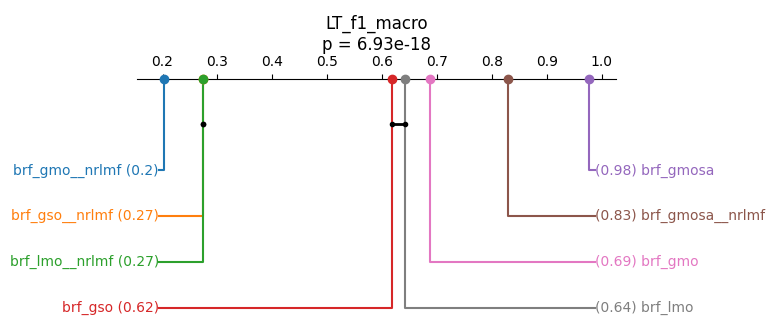 LT_f1_macro
p = 6.93e-18
0.2 0.3 0.4 0.5 0.6 0.7 0.8 0.9 1.0
brf_gmo__nrlmf (0.2) (0.98) brf_gmosa
brf_gso__nrlmf (0.27) (0.83) brf_gmosa__nrlmf
brf_lmo__nrlmf (0.27) (0.69) brf_gmo
brf_gso (0.62) (0.64) brf_lmo